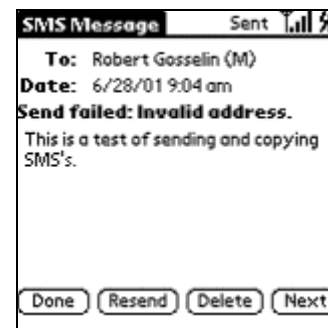 SMS Message Sent
To: Robert Gosselin (M)
Date: 6/28/01 9:04 am
Send failed: Invalid address.
This is a test of sending and copying
SMS's.
Done Resend Delete Next